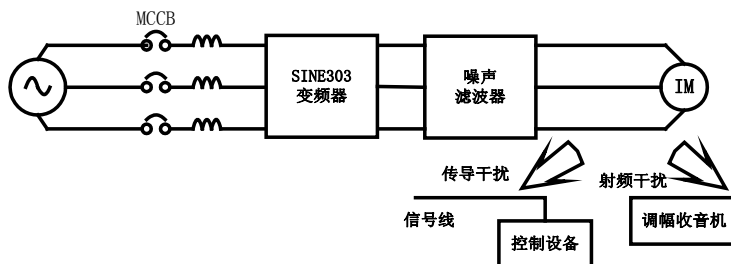 MCCB
SINE303
变频器
噪声
滤波器
IM
传导干扰
射频干扰
信号线
控制设备
调幅收音机